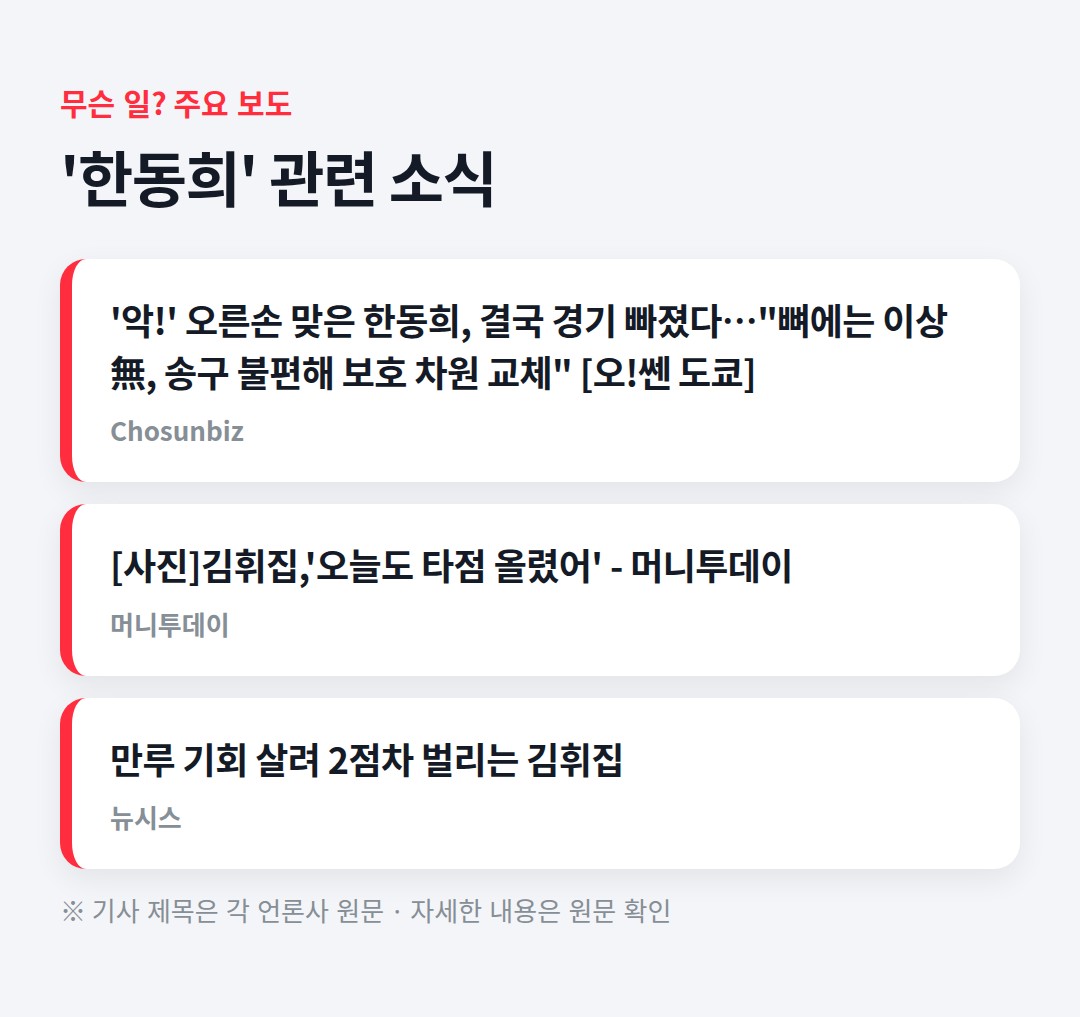 무슨 일? 주요 보도
'한동희' 관련 소식
'악!' 오른손 맞은 한동희, 결국 경기 빠졌다…"뼈에는 이상
無, 송구 불편해 보호 차원 교체" [오!쎈 도쿄]
Chosunbiz
[사진]김휘집,'오늘도 타점 올렸어' - 머니투데이
머니투데이
만루 기회 살려 2점차 벌리는 김휘집
뉴시스
※ 기사 제목은 각 언론사 원문 · 자세한 내용은 원문 확인